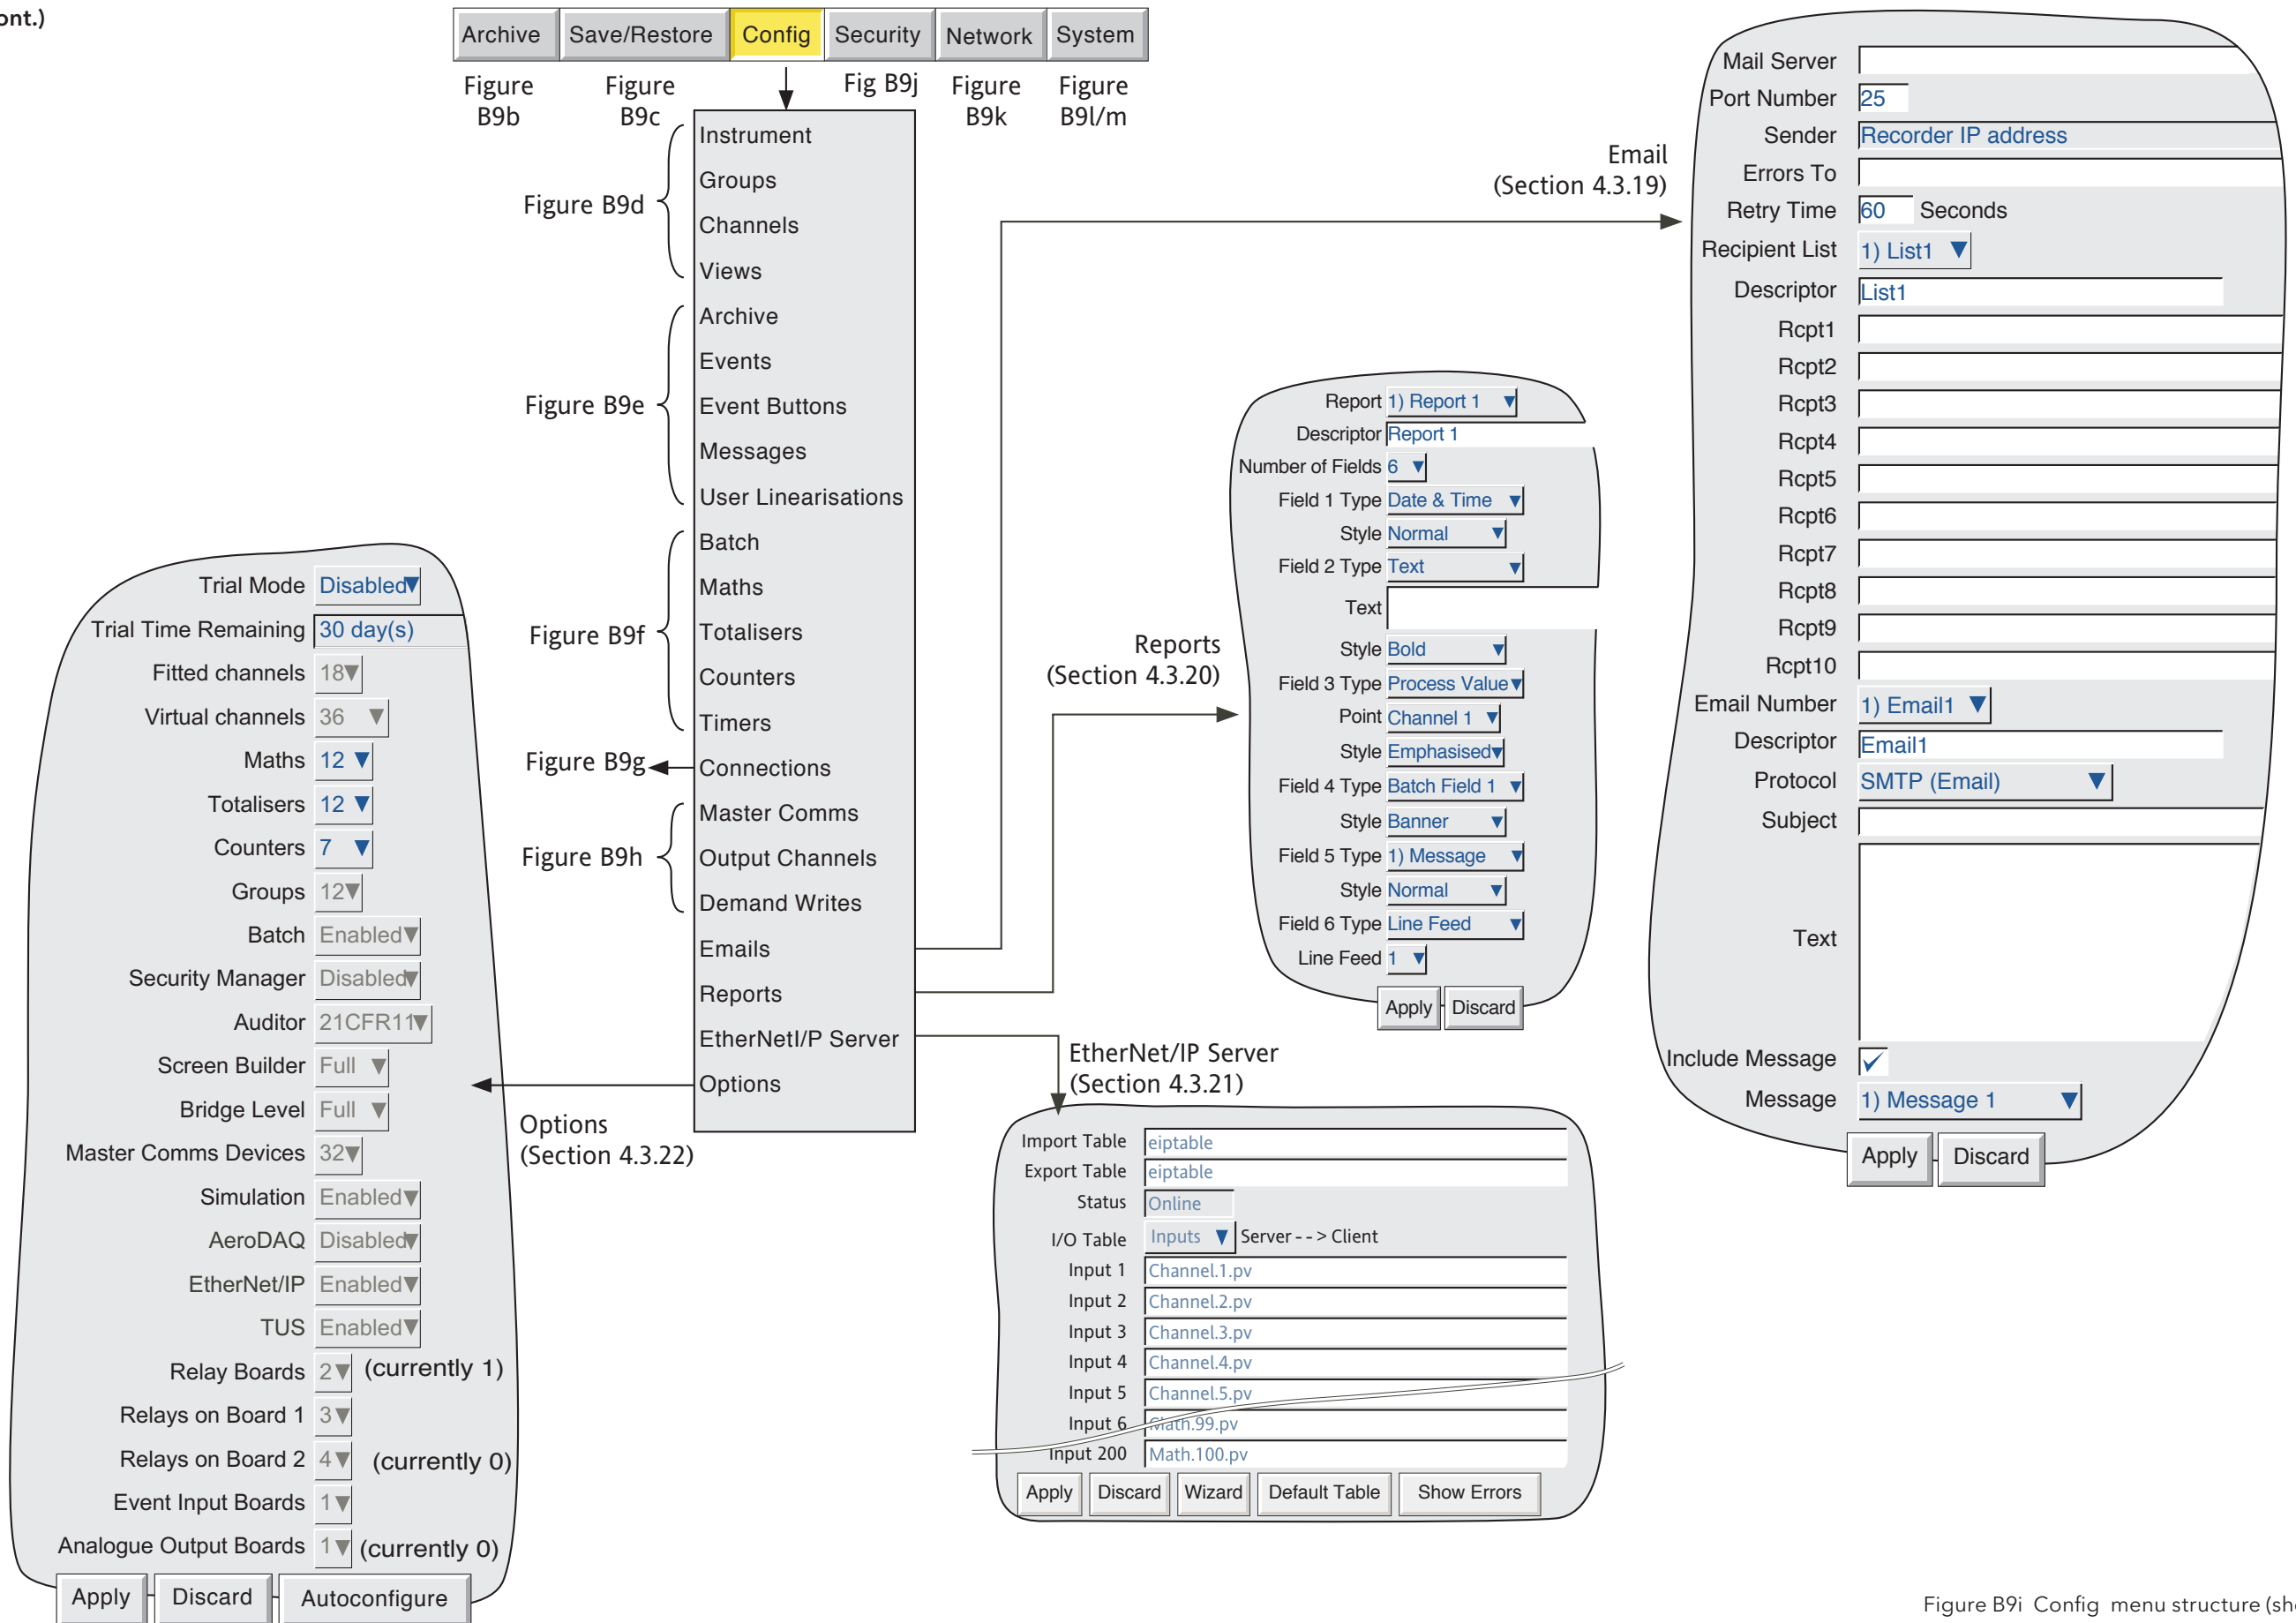 ont.)
Archive Save/Restore Config Security Network System
Figure B9b
Figure B9c
Fig B9j
Figure B9k
Figure B9l/m
Instrument
Groups
Channels
Views
Archive
Events
Event Buttons
Messages
User Linearisations
Batch
Maths
Totalisers
Counters
Timers
Connections
Master Comms
Output Channels
Demand Writes
Emails
Reports
EtherNetI/P Server
Options
Figure B9d
Figure B9e
Figure B9f
Figure B9g
Figure B9h
Options
(Section 4.3.22)
Trial Mode Disabled
Trial Time Remaining 30 day(s)
Fitted channels 18
Virtual channels 36
Maths 12
Totalisers 12
Counters 7
Groups 12
Batch Enabled
Security Manager Disabled
Auditor 21CFR11
Screen Builder Full
Bridge Level Full
Master Comms Devices 32
Simulation Enabled
AeroDAQ Disabled
EtherNet/IP Enabled
TUS Enabled
Relay Boards 2 (currently 1)
Relays on Board 1 3
Relays on Board 2 4 (currently 0)
Event Input Boards 1
Analogue Output Boards 1 (currently 0)
Apply Discard Autoconfigure
Reports
(Section 4.3.20)
Report 1) Report 1
Descriptor Report 1
Number of Fields 6
Field 1 Type Date & Time
Style Normal
Field 2 Type Text
Text
Style Bold
Field 3 Type Process Value
Point Channel 1
Style Emphasised
Field 4 Type Batch Field 1
Style Banner
Field 5 Type 1) Message
Style Normal
Field 6 Type Line Feed
Line Feed 1
Apply Discard
EtherNet/IP Server
(Section 4.3.21)
Import Table eiptable
Export Table eiptable
Status Online
I/O Table Inputs Server - - > Client
Input 1 Channel.1.pv
Input 2 Channel.2.pv
Input 3 Channel.3.pv
Input 4 Channel.4.pv
Input 5 Channel.5.pv
Input 6 Math.99.pv
Input 200 Math.100.pv
Apply Discard Wizard Default Table Show Errors
Email
(Section 4.3.19)
Mail Server
Port Number 25
Sender Recorder IP address
Errors To
Retry Time 60 Seconds
Recipient List 1) List1
Descriptor List1
Rcpt1
Rcpt2
Rcpt3
Rcpt4
Rcpt5
Rcpt6
Rcpt7
Rcpt8
Rcpt9
Rcpt10
Email Number 1) Email1
Descriptor Email1
Protocol SMTP (Email)
Subject
Text
Include Message
Message 1) Message 1
Apply Discard
Figure B9i Config menu structure (she